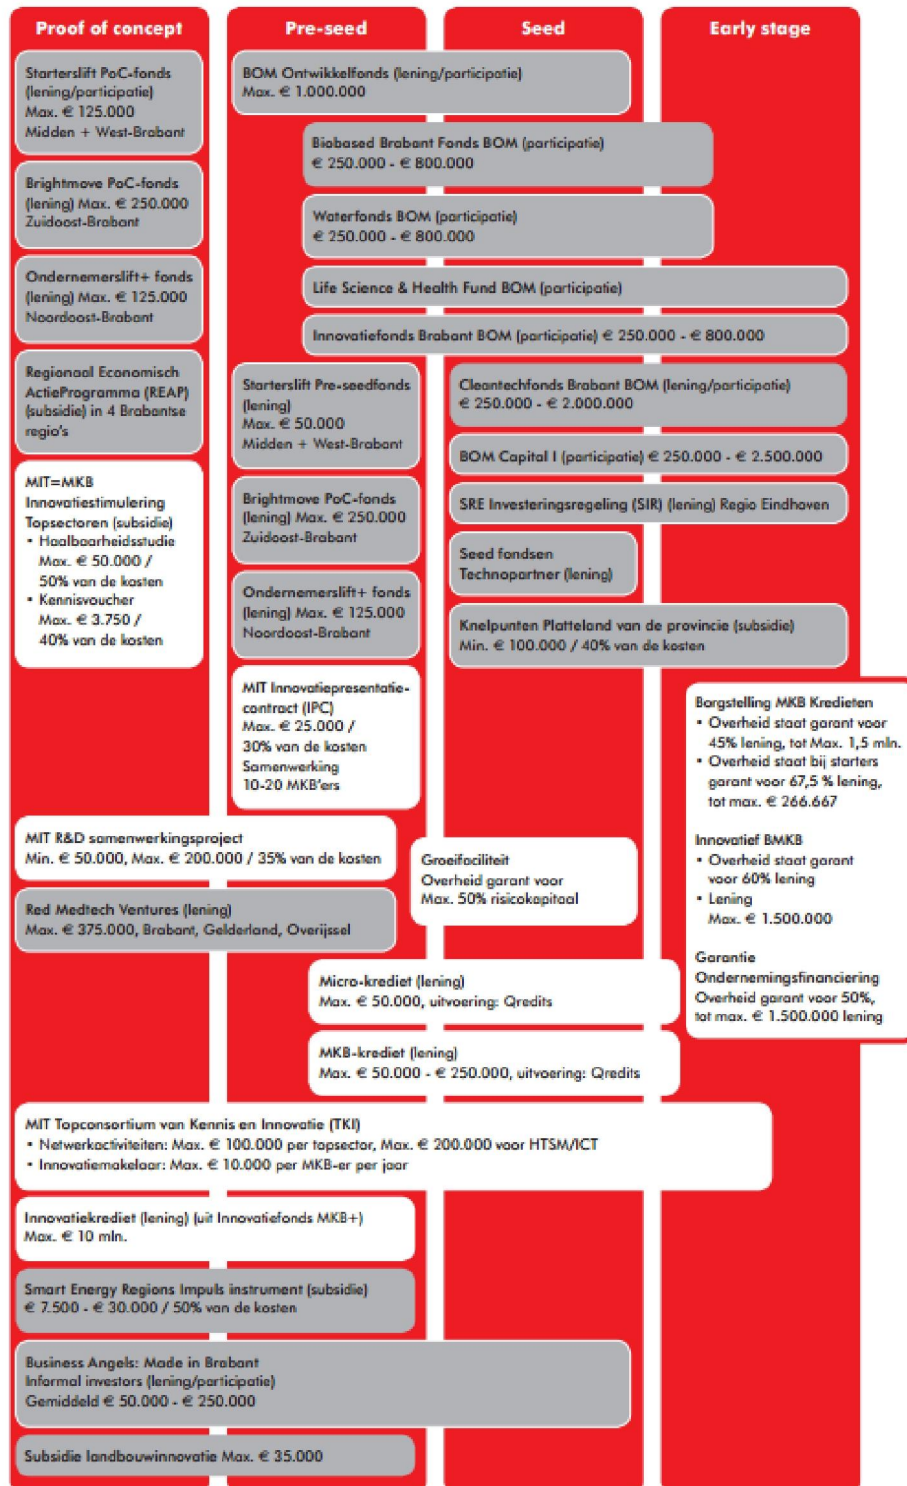 Proof of concept
Pre-seed
Seed
Early stage
Starterslift PoC-fonds
(lening/participatie)
Max. € 125.000
Midden + West-Brabant
Brightmove PoC-fonds
(lening) Max. € 250.000
Zuidoost-Brabant
Ondernemerslift+ fonds
(lening) Max. € 125.000
Noordoost-Brabant
Regionaal Economisch
ActieProgramma (REAP)
(subsidie) in 4 Brabantse
regio's
MIT=MKB
Innovatiestimulering
Topsectoren (subsidie)
• Haalbaarheidsstudie
Max. € 50.000 /
50% van de kosten
• Kennisvoucher
Max. € 3.750 /
40% van de kosten
BOM Ontwikkelfonds (lening/participatie)
Max. € 1.000.000
Biobased Brabant Fonds BOM (participatie)
€ 250.000 - € 800.000
Waterfonds BOM (participatie)
€ 250.000 - € 800.000
Life Science & Health Fund BOM (participatie)
Innovatiefonds Brabant BOM (participatie) € 250.000 - € 800.000
Starterslift Pre-seedfonds
(lening)
Max. € 50.000
Midden + West-Brabant
Brightmove PoC-fonds
(lening) Max. € 250.000
Zuidoost-Brabant
Ondernemerslift+ fonds
(lening) Max. € 125.000
Noordoost-Brabant
MIT Innovatiepresentatie-
contract (IPC)
Max. € 25.000 /
30% van de kosten
Samenwerking
10-20 MKB'ers
Cleantechfonds Brabant BOM (lening/participatie)
€ 250.000 - € 2.000.000
BOM Capital I (participatie) € 250.000 - € 2.500.000
SRE Investeringsregeling (SIR) (lening) Regio Eindhoven
Seed fondsen
Technopartner (lening)
Knelpunten Platteland van de provincie (subsidie)
Min. € 100.000 / 40% van de kosten
Borgstelling MKB Kredieten
• Overheid staat garant voor
45% lening, tot Max. 1,5 mln.
• Overheid staat bij starters
garant voor 67,5 % lening,
tot max. € 266.667
Innovatief BMKB
• Overheid staat garant
voor 60% lening
• Lening
Max. € 1.500.000
Garantie
Ondernemingsfinanciering
Overheid garant voor 50%,
tot max. € 1.500.000 lening
MIT R&D samenwerkingsproject
Min. € 50.000, Max. € 200.000 / 35% van de kosten
Groeifaciliteit
Overheid garant voor
Max. 50% risicokapitaal
Red Medtech Ventures (lening)
Max. € 375.000, Brabant, Gelderland, Overijssel
Micro-krediet (lening)
Max. € 50.000, uitvoering: Qredits
MKB-krediet (lening)
Max. € 50.000 - € 250.000, uitvoering: Qredits
MIT Topconsortium van Kennis en Innovatie (TKI)
• Netwerkactiviteiten: Max. € 100.000 per topsector, Max. € 200.000 voor HTSM/ICT
• Innovatiemakelaar: Max. € 10.000 per MKB-er per jaar
Innovatiekrediet (lening) (uit Innovatiefonds MKB+)
Max. € 10 mln.
Smart Energy Regions Impuls instrument (subsidie)
€ 7.500 - € 30.000 / 50% van de kosten
Business Angels: Made in Brabant
Informal investors (lening/participatie)
Gemiddeld € 50.000 - € 250.000
Subsidie landbouwinnovatie Max. € 35.000